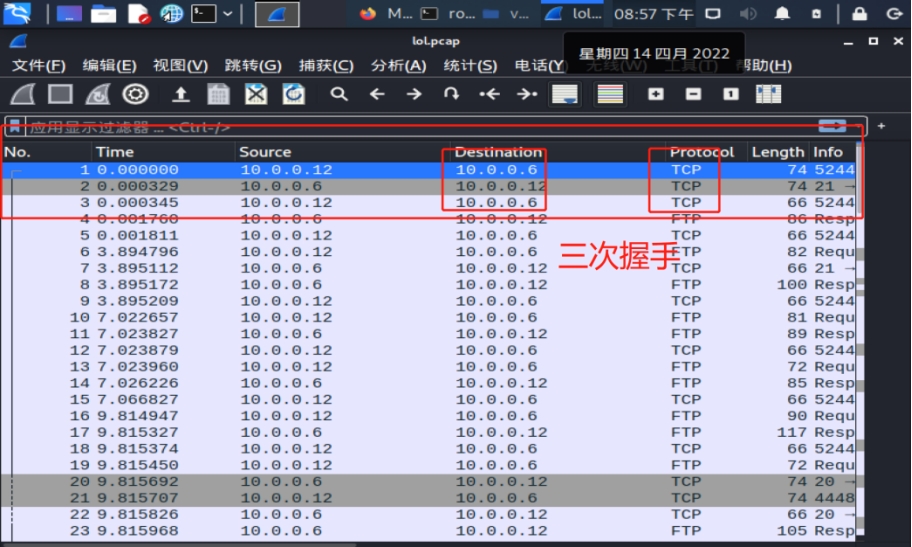 M... ro... v... lol... 08:57 下午
lol.pcap
星期四 14 四月 2022
文件(F) 编辑(E) 视图(V) 跳转(G) 捕获(C) 分析(A) 统计(S) 电话(Y) 无线(W) 工具(T) 帮助(H)
应用显示过滤器 … <Ctrl-/>
No. Time Source Destination Protocol Length Info
1 0.000000 10.0.0.12 10.0.0.6 TCP 74 5244
2 0.000329 10.0.0.6 10.0.0.12 TCP 74 21 →
3 0.000345 10.0.0.12 10.0.0.6 TCP 66 5244
4 0.001760 10.0.0.6 10.0.0.12 FTP 86 Resp
5 0.001811 10.0.0.12 10.0.0.6 TCP 66 5244
6 3.894796 10.0.0.12 10.0.0.6 FTP 82 Requ
三次握手
7 3.895112 10.0.0.6 10.0.0.12 TCP 66 21 →
8 3.895172 10.0.0.6 10.0.0.12 FTP 100 Resp
9 3.895209 10.0.0.12 10.0.0.6 TCP 66 5244
10 7.022657 10.0.0.12 10.0.0.6 FTP 81 Requ
11 7.023827 10.0.0.6 10.0.0.12 FTP 89 Resp
12 7.023879 10.0.0.12 10.0.0.6 TCP 66 5244
13 7.023960 10.0.0.12 10.0.0.6 FTP 72 Requ
14 7.026226 10.0.0.6 10.0.0.12 FTP 85 Resp
15 7.066827 10.0.0.12 10.0.0.6 TCP 66 5244
16 9.814947 10.0.0.12 10.0.0.6 FTP 90 Requ
17 9.815327 10.0.0.6 10.0.0.12 FTP 117 Resp
18 9.815374 10.0.0.12 10.0.0.6 TCP 66 5244
19 9.815450 10.0.0.12 10.0.0.6 FTP 72 Requ
20 9.815692 10.0.0.6 10.0.0.12 TCP 74 20 →
21 9.815707 10.0.0.12 10.0.0.6 TCP 74 4448
22 9.815826 10.0.0.6 10.0.0.12 TCP 66 20 →
23 9.815968 10.0.0.6 10.0.0.12 FTP 105 Resp